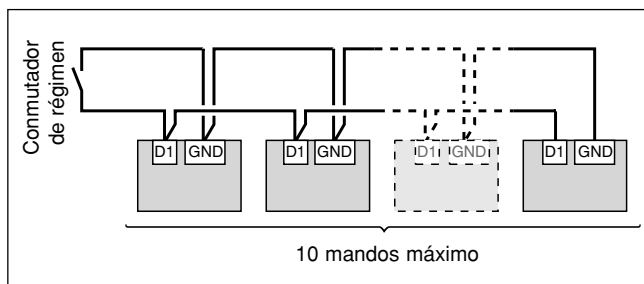 Conmutador
de régimen
D1 GND D1 GND D1 GND D1 GND
10 mandos máximo